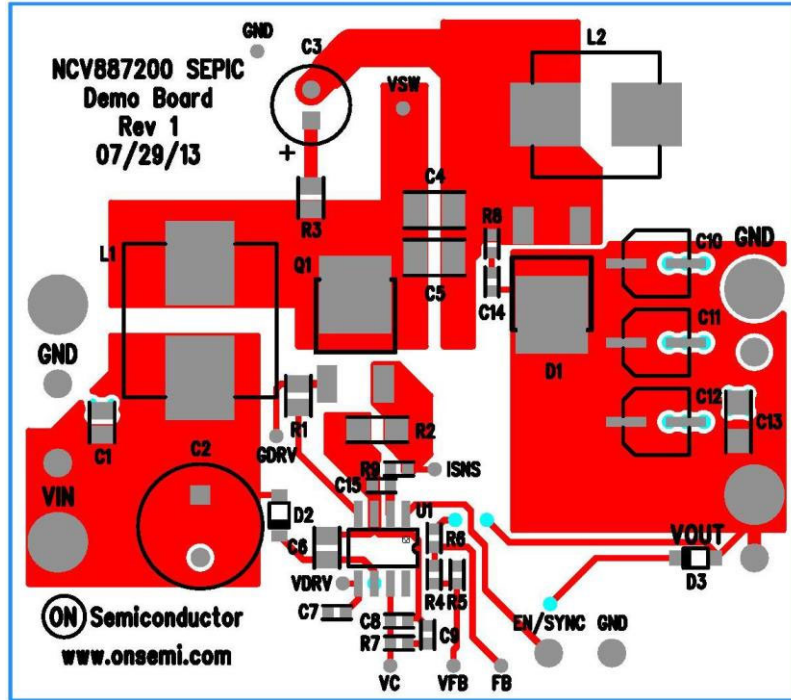 GND
C3
L2
NCV887200 SEPIC
Demo Board
Rev 1
07/29/13
VSW
+
C4
R3
R8
C10
GND
L1
Q1
C5
C14
C11
GND
D1
C12
C13
C1
R1
R2
GDRV
C2
R9
ISNS
VIN
C15
U1
D2
C6
R6
VOUT
D3
VDRV
R4
R5
C7
C8
EN/SYNC
GND
ON Semiconductor
R7
C9
www.onsemi.com
VC
VFB
FB